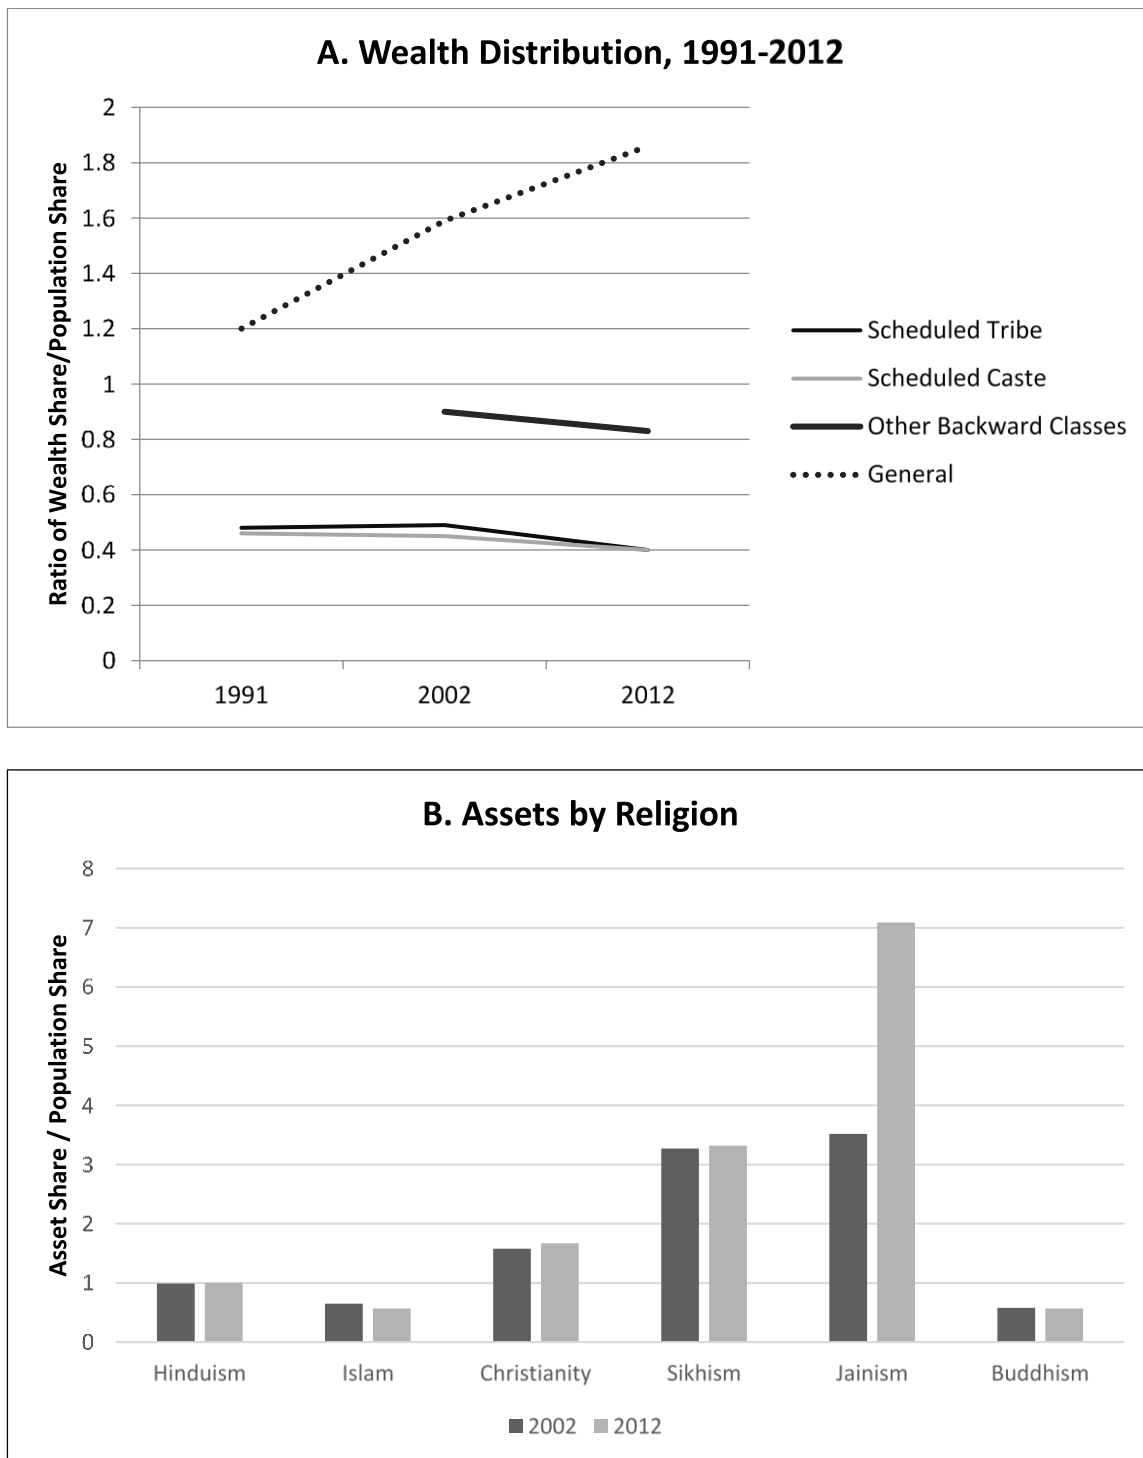 A. Wealth Distribution, 1991-2012
Ratio of Wealth Share/Population Share
2
1.8
1.6
1.4
1.2
1
0.8
0.6
0.4
0.2
0
1991 2002 2012
Scheduled Tribe
Scheduled Caste
Other Backward Classes
General
B. Assets by Religion
Asset Share / Population Share
8
7
6
5
4
3
2
1
0
Hinduism Islam Christianity Sikhism Jainism Buddhism
2002 2012